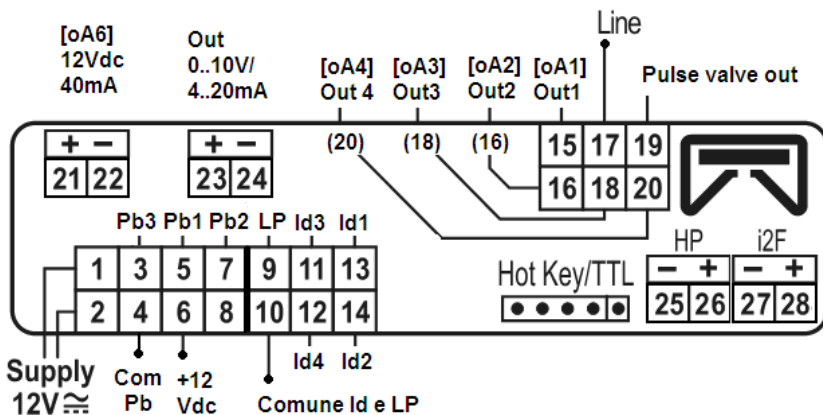 [oA6]
12Vdc
40mA
Out
0..10V/
4..20mA
[oA4]
Out 4
[oA3]
Out3
[oA2]
Out2
[oA1]
Out1
Line
Pulse valve out
(20)
(18)
(16)
15 17 19
16 18 20
+ −
21 22
+ −
23 24
Pb3 Pb1 Pb2 LP Id3 Id1
1 3 5 7 9 11 13
2 4 6 8 10 12 14
Hot Key/TTL
HP
− +
25 26
i2F
− +
27 28
Supply
12V≂
Com
Pb
+12
Vdc
Id4 Id2
Comune Id e LP